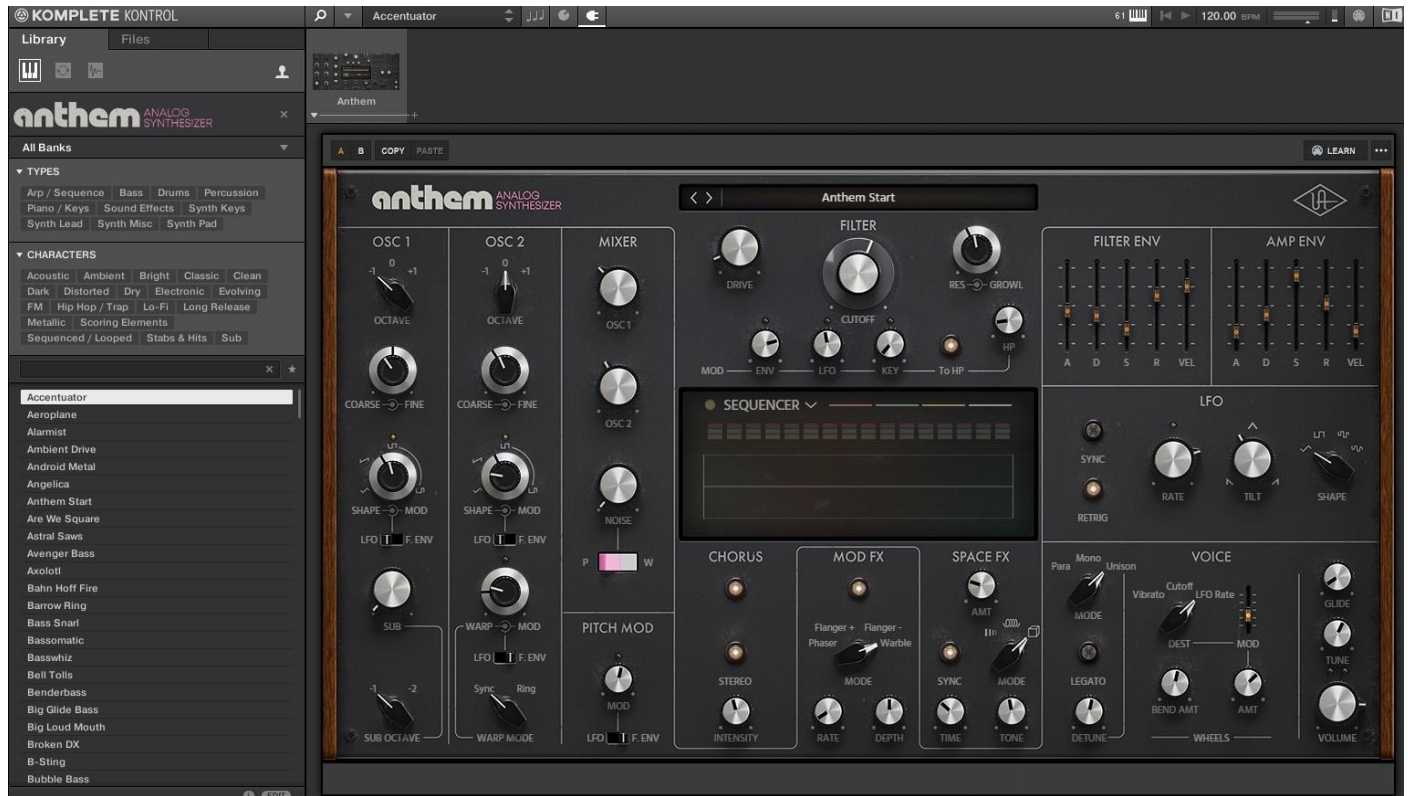 KOMPLETE KONTROL
Accentuator
61
120.00 BPM
Library Files
anthem ANALOG SYNTHESIZER
All Banks
TYPES
Arp / Sequence Bass Drums Percussion
Piano / Keys Sound Effects Synth Keys
Synth Lead Synth Misc Synth Pad
CHARACTERS
Acoustic Ambient Bright Classic Clean
Dark Distorted Dry Electronic Evolving
FM Hip Hop / Trap Lo-Fi Long Release
Metallic Scoring Elements
Sequenced / Looped Stabs & Hits Sub
Accentuator
Aeroplane
Alarmist
Ambient Drive
Android Metal
Angelica
Anthem Start
Are We Square
Astral Saws
Avenger Bass
Axolotl
Bahn Hoff Fire
Barrow Ring
Bass Snarl
Bassomatic
Basswhiz
Bell Tolls
Benderbass
Big Glide Bass
Big Loud Mouth
Broken DX
B-Sting
Bubble Bass
EDIT
Anthem
A B COPY PASTE
LEARN
anthem ANALOG SYNTHESIZER
Anthem Start
OSC 1
-1 0 +1
OCTAVE
COARSE FINE
SHAPE MOD
LFO F. ENV
SUB
-1 -2
SUB OCTAVE
OSC 2
-1 0 +1
OCTAVE
COARSE FINE
SHAPE MOD
LFO F. ENV
WARP MOD
LFO F. ENV
Sync Ring
WARP MODE
MIXER
OSC 1
OSC 2
NOISE
P W
PITCH MOD
MOD
LFO F. ENV
FILTER
DRIVE
CUTOFF
RES GROWL
HP
MOD ENV LFO KEY To HP
SEQUENCER
CHORUS
STEREO
INTENSITY
MOD FX
Flanger + Flanger -
Phaser Warble
MODE
RATE DEPTH
SPACE FX
AMT
SYNC MODE
TIME TONE
FILTER ENV
A D S R VEL
AMP ENV
A D S R VEL
LFO
SYNC
RETRIG
RATE TILT SHAPE
VOICE
Para Mono Unison
MODE
LEGATO
DETUNE
Vibrato Cutoff LFO Rate
DEST MOD
BEND AMT AMT
WHEELS
GLIDE
TUNE
VOLUME